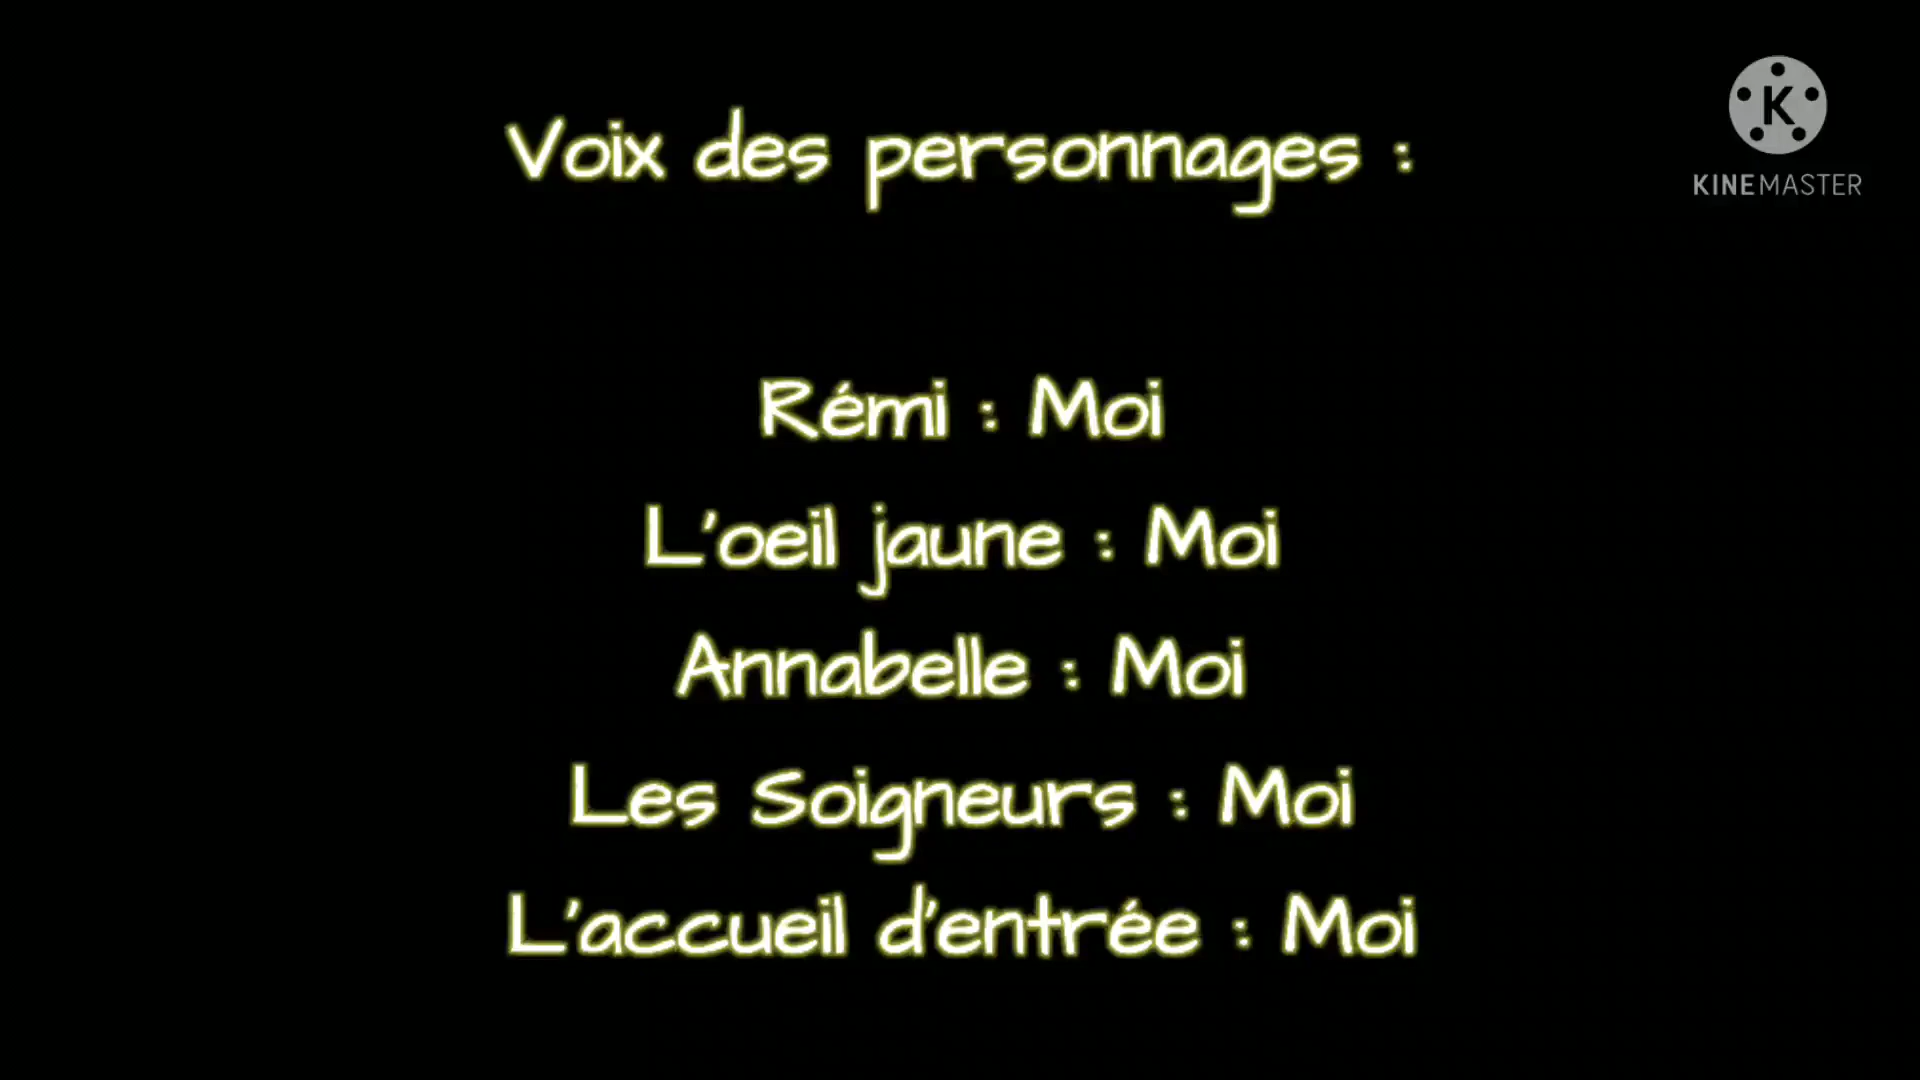 Voix des personnages :
K
KINEMASTER
Rémi : Moi
L'oeil jaune : Moi
Annabelle : Moi
Les Soigneurs : Moi
L'accueil d'entrée : Moi